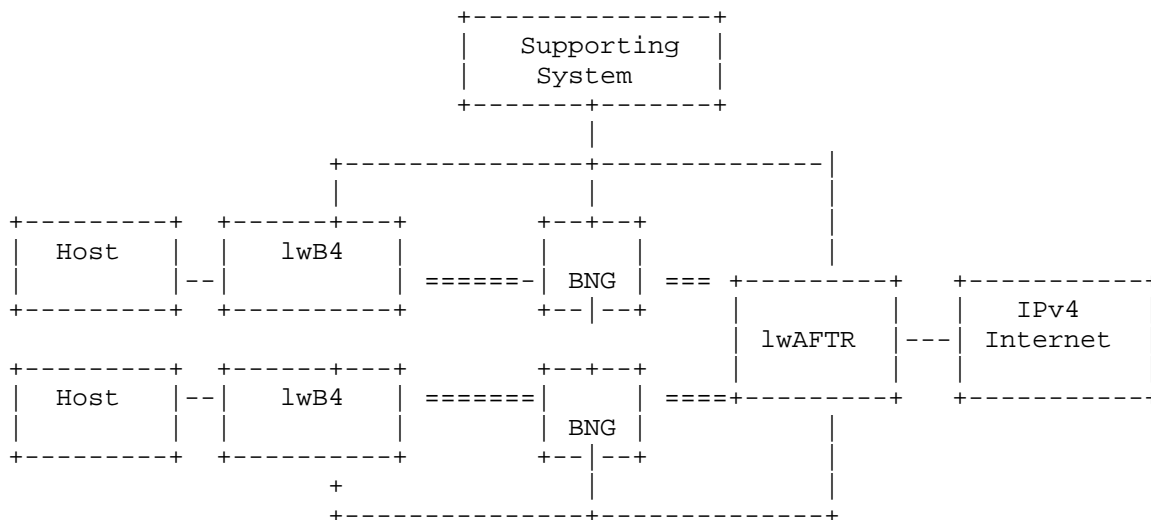 Supporting
System
Host lwB4
BNG
IPv4
lwAFTR Internet
Host lwB4
BNG